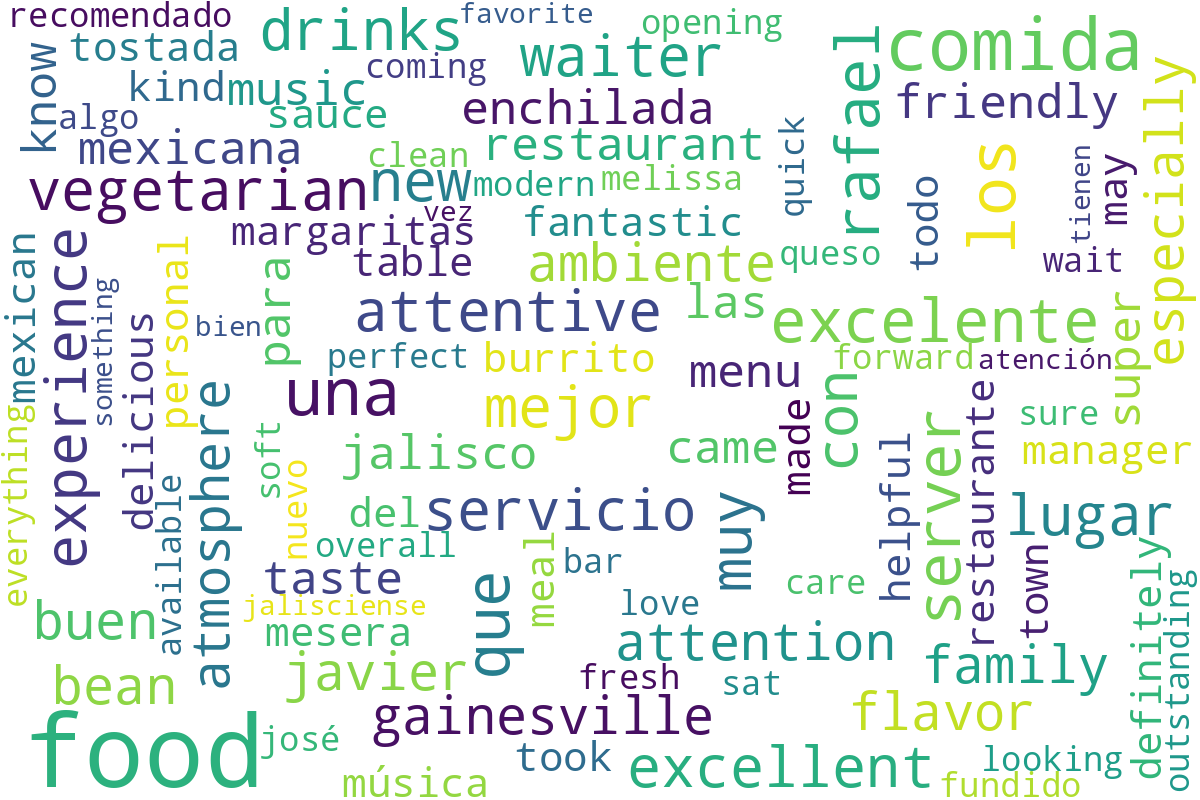 recomendado
favorite
opening
drinks
comida
tostada
waiter
know
coming
rafael
kind
music
enchilada
friendly
especially
algo
sauce
mexicana
restaurant
quick
los
clean
tienen
may
vegetarian
new
modern
melissa
todo
vez
margaritas
fantastic
experience
mexican
personal
para
table
ambiente
queso
wait
something
bien
attentive
las
excelente
super
delicious
perfect
burrito
menu
forward
atención
una
mejor
con
restaurante
sure
everything
atmosphere
soft
jalisco
came
made
server
manager
available
nuevo
del
servicio
muy
helpful
lugar
overall
meal
bar
town
definitely
taste
que
care
outstanding
buen
jalisciense
love
mesera
attention
bean
javier
fresh
sat
family
food
josé
gainesville
flavor
música
took
excellent
looking
fundido